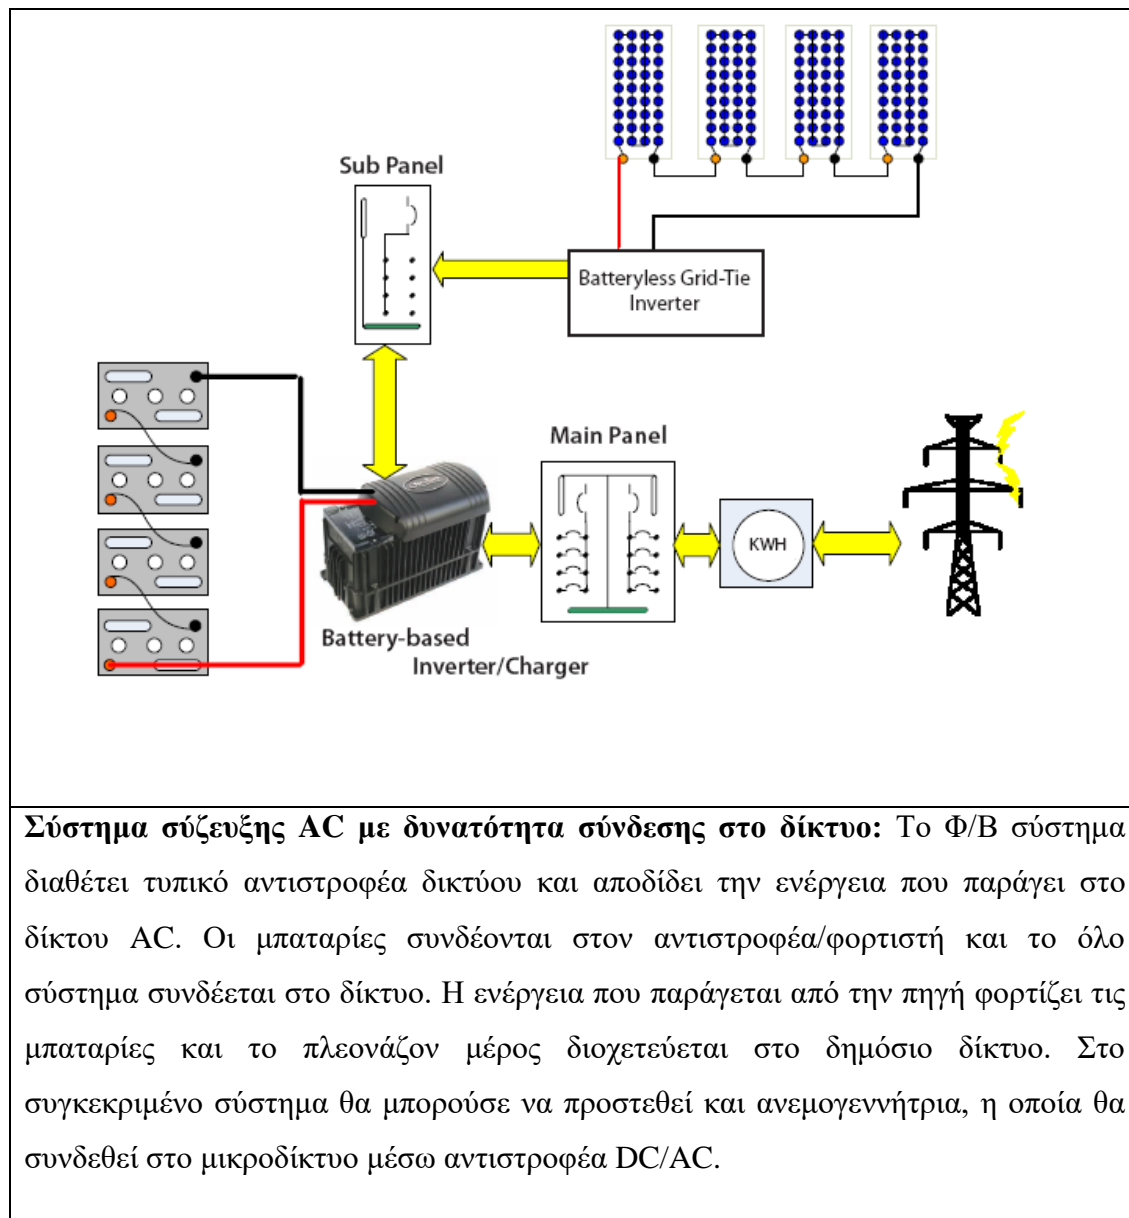 Sub Panel
Batteryless Grid-Tie
Inverter
Main Panel
KWH
Battery-based
Inverter/Charger
Σύστημα σύζευξης AC με δυνατότητα σύνδεσης στο δίκτυο: Το Φ/Β σύστημα
διαθέτει τυπικό αντιστροφέα δικτύου και αποδίδει την ενέργεια που παράγει στο
δίκτου AC. Οι μπαταρίες συνδέονται στον αντιστροφέα/φορτιστή και το όλο
σύστημα συνδέεται στο δίκτυο. Η ενέργεια που παράγεται από την πηγή φορτίζει τις
μπαταρίες και το πλεονάζον μέρος διοχετεύεται στο δημόσιο δίκτυο. Στο
συγκεκριμένο σύστημα θα μπορούσε να προστεθεί και ανεμογεννήτρια, η οποία θα
συνδεθεί στο μικροδίκτυο μέσω αντιστροφέα DC/AC.